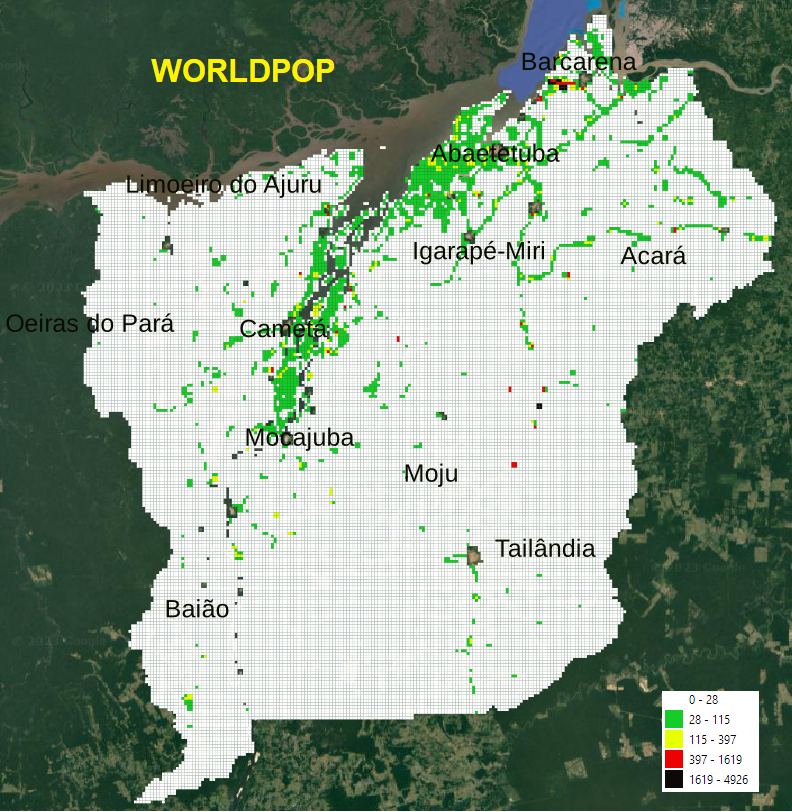 WORLDPOP
Barcarena
Abaetetuba
Limoeiro do Ajuru
Igarapé-Miri
Acará
Oeiras do Pará
Cametá
Mocajuba
Moju
Tailândia
Baião
0 - 28
28 - 115
115 - 397
397 - 1619
1619 - 4926